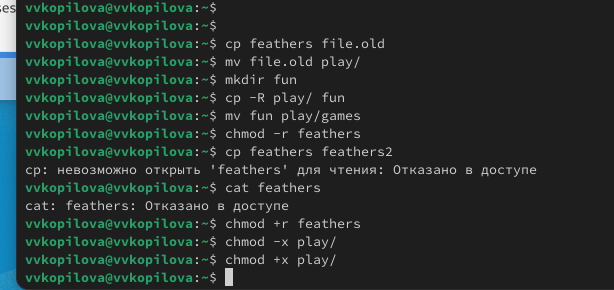 ses
vvkopilova@vvkopilova:~$
vvkopilova@vvkopilova:~$
vvkopilova@vvkopilova:~$ cp feathers file.old
vvkopilova@vvkopilova:~$ mv file.old play/
vvkopilova@vvkopilova:~$ mkdir fun
vvkopilova@vvkopilova:~$ cp -R play/ fun
vvkopilova@vvkopilova:~$ mv fun play/games
vvkopilova@vvkopilova:~$ chmod -r feathers
vvkopilova@vvkopilova:~$ cp feathers feathers2
cp: невозможно открыть 'feathers' для чтения: Отказано в доступе
vvkopilova@vvkopilova:~$ cat feathers
cat: feathers: Отказано в доступе
vvkopilova@vvkopilova:~$ chmod +r feathers
vvkopilova@vvkopilova:~$ chmod -x play/
vvkopilova@vvkopilova:~$ chmod +x play/
vvkopilova@vvkopilova:~$